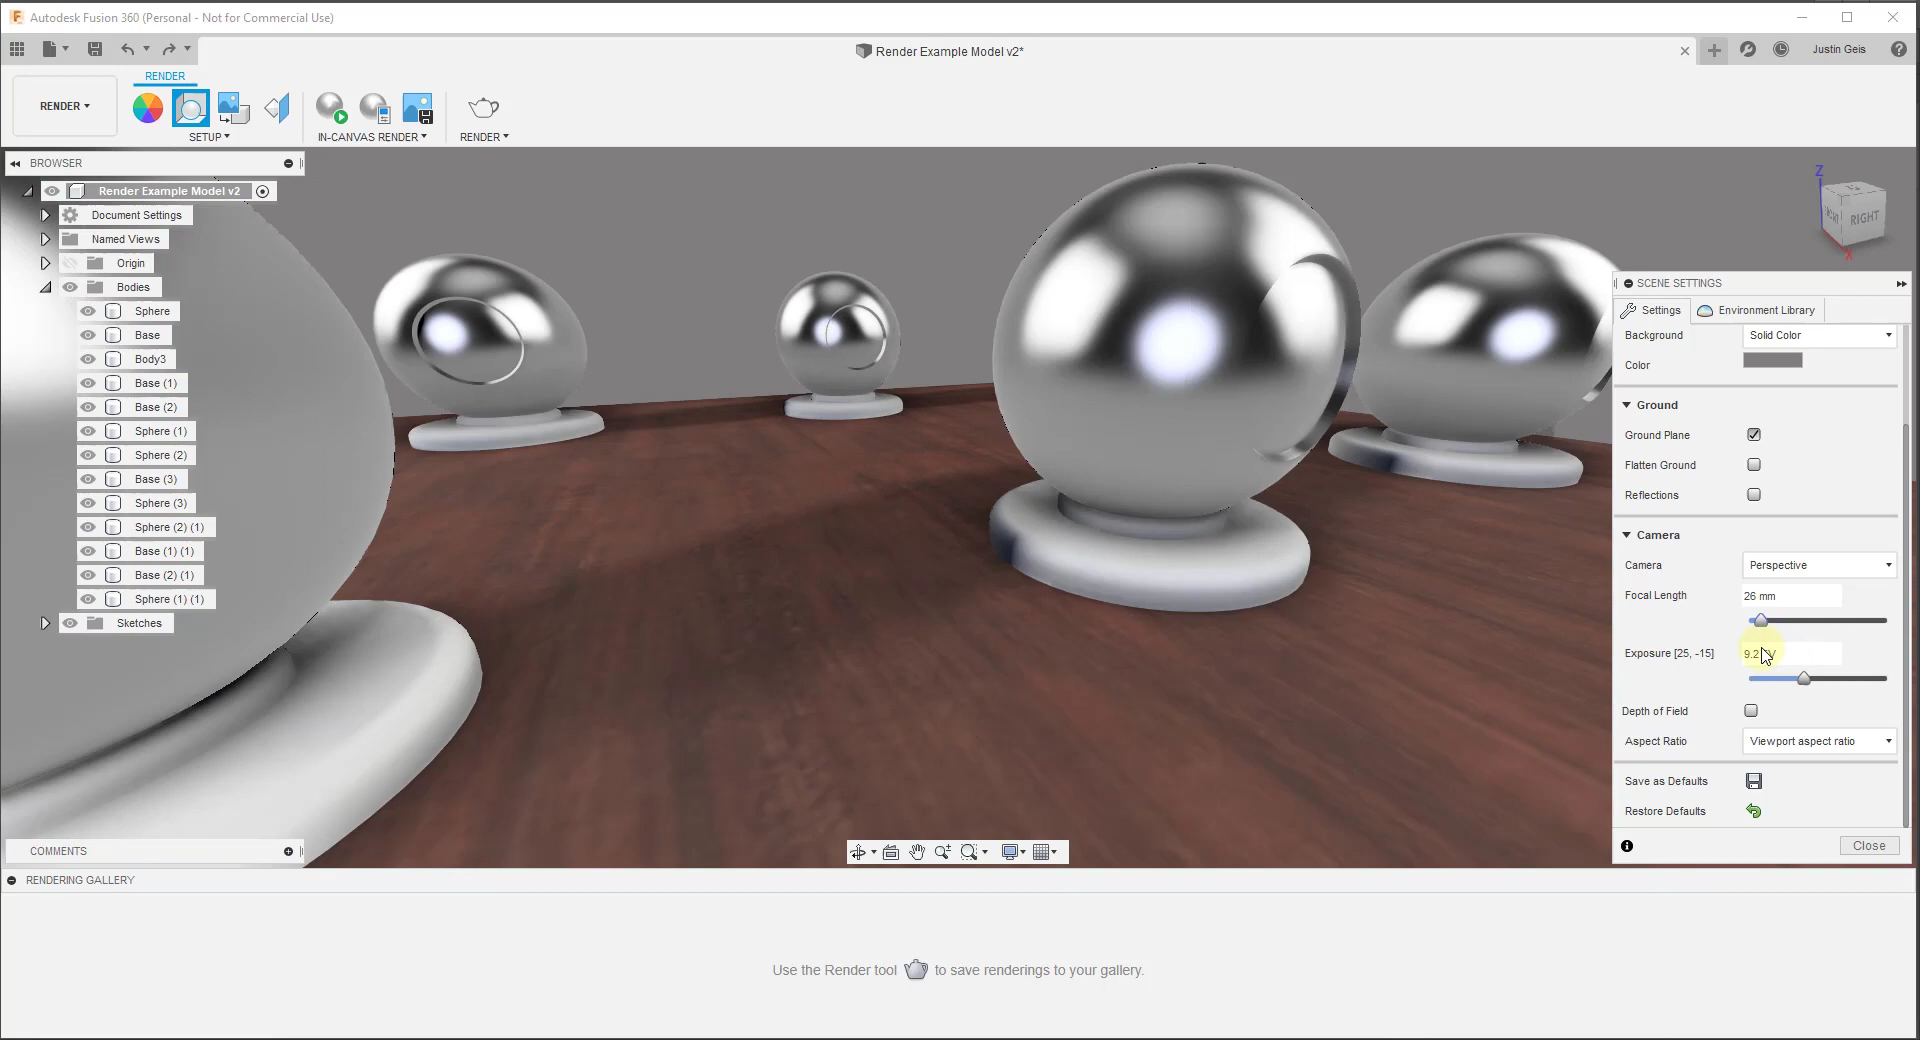 Autodesk Fusion 360 (Personal - Not for Commercial Use)
Render Example Model v2*
Justin Geis
RENDER
RENDER
SETUP
IN-CANVAS RENDER
RENDER
BROWSER
Render Example Model v2
Document Settings
Named Views
Origin
Bodies
Sphere
Base
Body3
Base (1)
Base (2)
Sphere (1)
Sphere (2)
Base (3)
Sphere (3)
Sphere (2) (1)
Base (1) (1)
Base (2) (1)
Sphere (1) (1)
Sketches
Z
RIGHT
X
SCENE SETTINGS
Settings
Environment Library
Background
Solid Color
Color
Ground
Ground Plane
Flatten Ground
Reflections
Camera
Camera
Perspective
Focal Length
26 mm
Exposure [25, -15]
Depth of Field
Aspect Ratio
Viewport aspect ratio
Save as Defaults
Restore Defaults
Close
COMMENTS
RENDERING GALLERY
Use the Render tool to save renderings to your gallery.